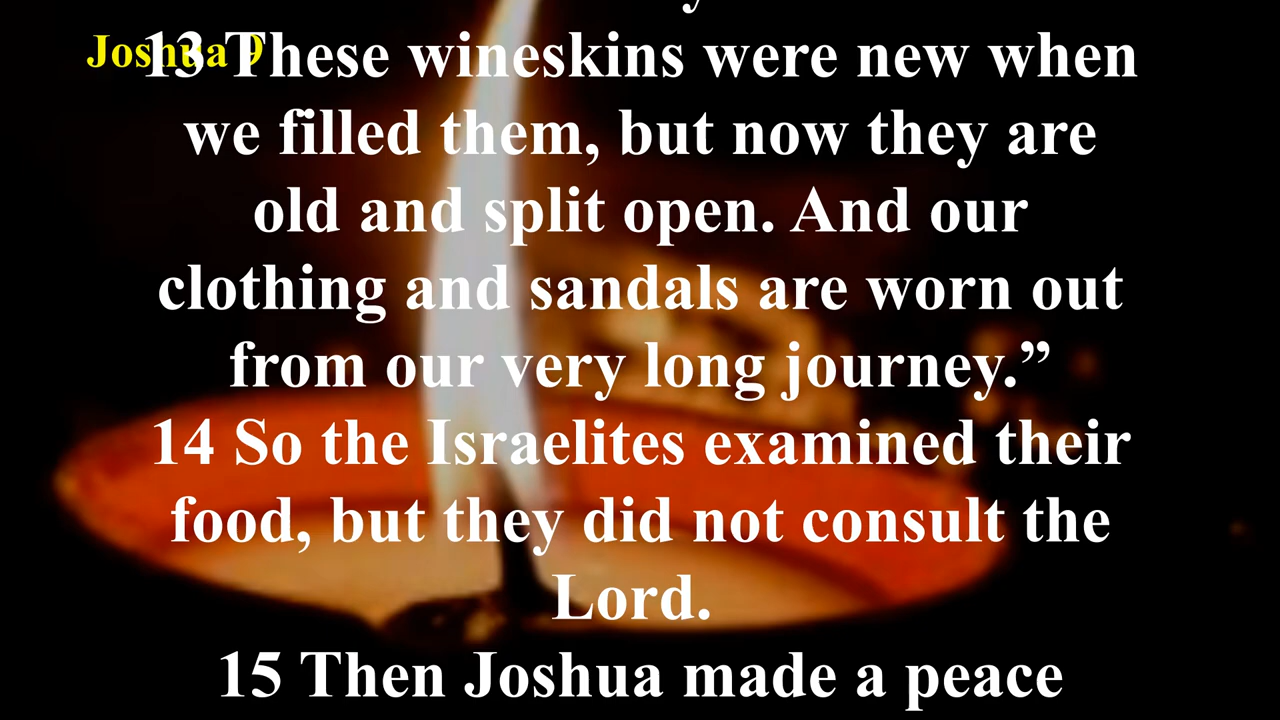 Joshua 9
13 These wineskins were new when
we filled them, but now they are
old and split open. And our
clothing and sandals are worn out
from our very long journey.”
14 So the Israelites examined their
food, but they did not consult the
Lord.
15 Then Joshua made a peace